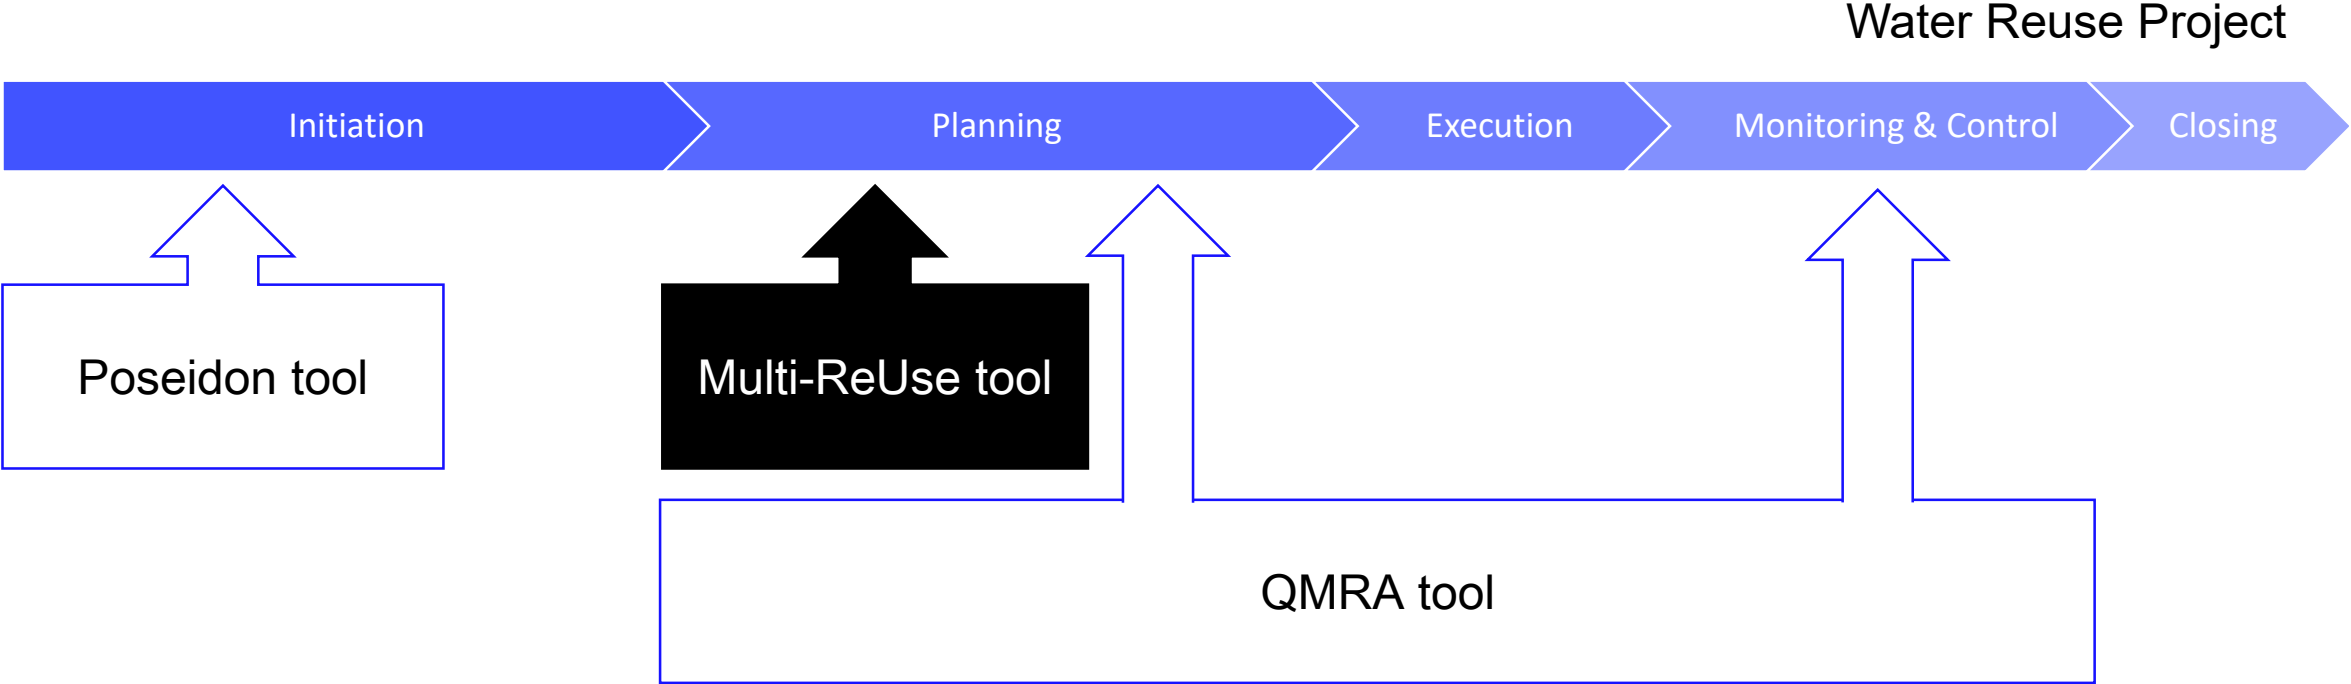 Water Reuse Project
Initiation
Planning
Execution
Monitoring & Control
Closing
Poseidon tool
Multi-ReUse tool
QMRA tool